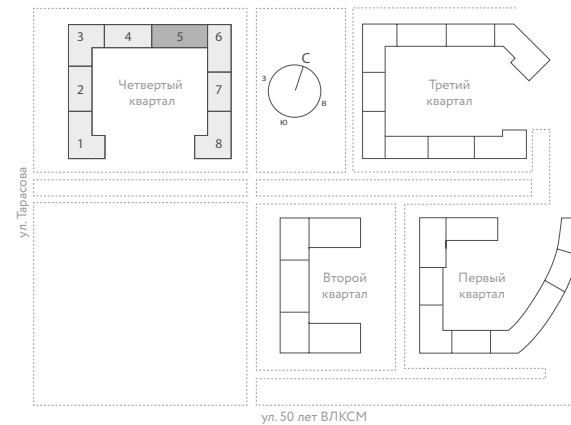 3 4 5 6
2 7
1 8
Четвертый
квартал
С
з
в
ю
Третий
квартал
ул. Тарасова
Второй
квартал
Первый
квартал
ул. 50 лет ВЛКСМ